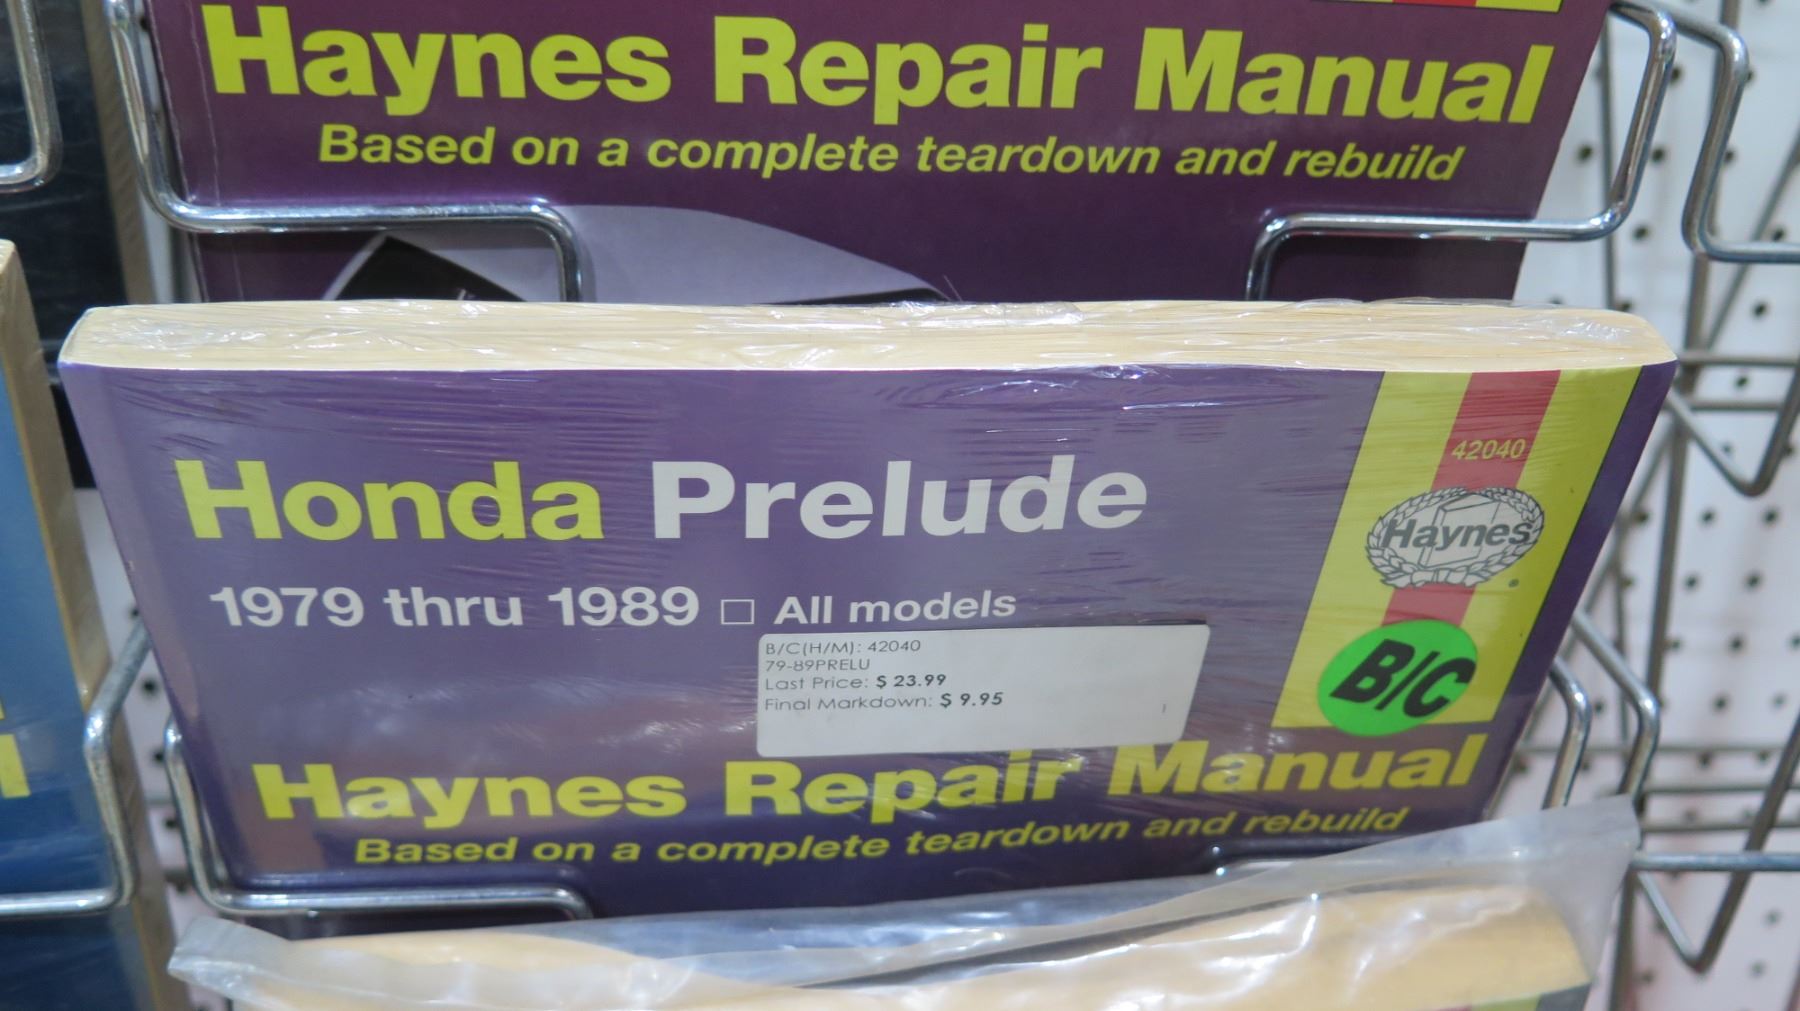 Haynes Repair Manual
Based on a complete teardown and rebuild
42040
Haynes
Honda Prelude
1979 thru 1989 □ All models
B/C(H/M): 42040
79-89PRELU
Last Price: $ 23.99
Final Markdown: $ 9.95
B/C
Haynes Repair Manual
Based on a complete teardown and rebuild